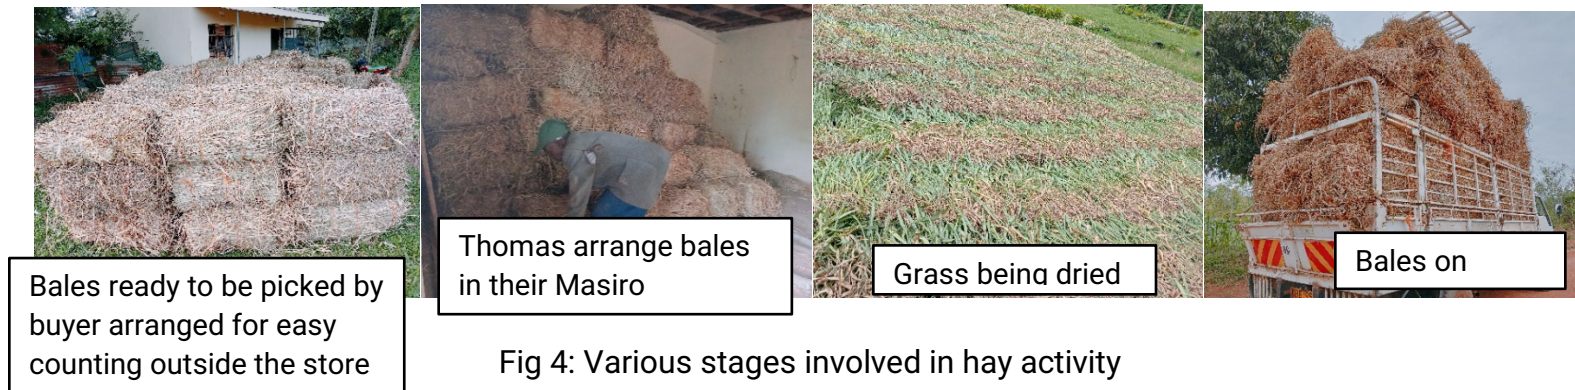 Bales ready to be picked by
buyer arranged for easy
counting outside the store
Thomas arrange bales
in their Masiro
Grass being dried
Bales on
Fig 4: Various stages involved in hay activity